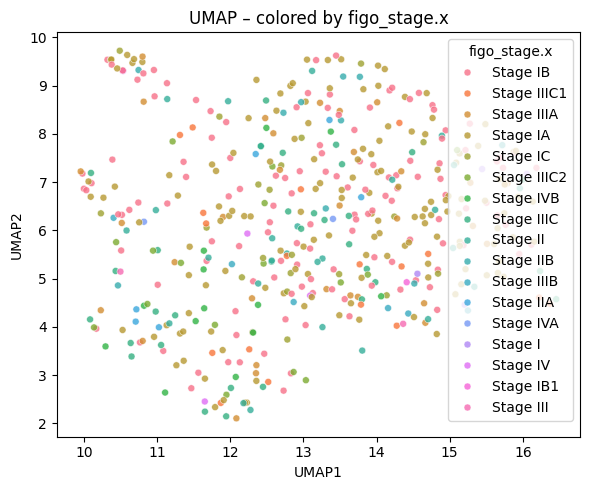 UMAP – colored by figo_stage.x
figo_stage.x
Stage IB
Stage IIIC1
Stage IIIA
Stage IA
Stage IC
Stage IIIC2
Stage IVB
Stage IIIC
Stage II
Stage IIB
Stage IIIB
Stage IIA
Stage IVA
Stage I
Stage IV
Stage IB1
Stage III
10
9
8
7
6
5
4
3
2
UMAP2
10 11 12 13 14 15 16
UMAP1